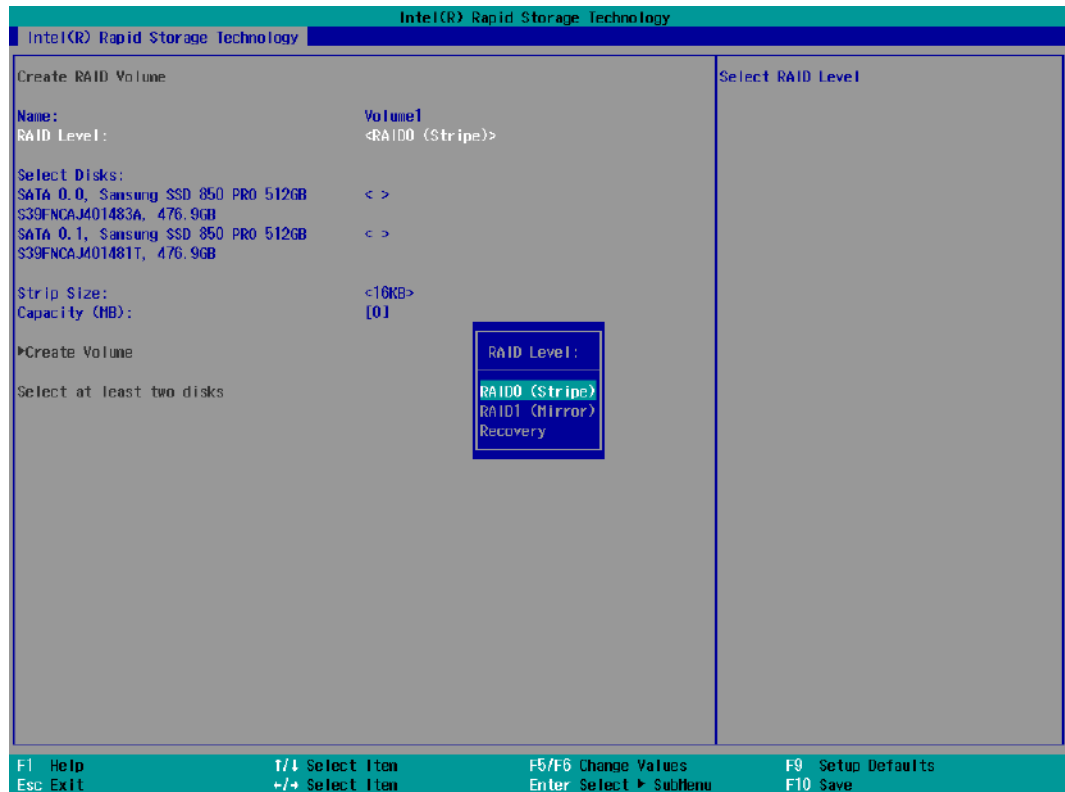 Intel(R) Rapid Storage Technology
Intel(R) Rapid Storage Technology
Create RAID Volume
Select RAID Level
Name: Volume1
RAID Level: <RAID0 (Stripe)>
Select Disks:
SATA 0.0, Samsung SSD 850 PRO 512GB < >
S39FNCAJ401483A, 476.9GB
SATA 0.1, Samsung SSD 850 PRO 512GB < >
S39FNCAJ401481T, 476.9GB
Strip Size: <16KB>
Capacity (MB): [0]
▶Create Volume
Select at least two disks
RAID Level:
RAID0 (Stripe)
RAID1 (Mirror)
Recovery
F1 Help ↑/↓ Select Item F5/F6 Change Values F9 Setup Defaults
Esc Exit ←/→ Select Item Enter Select ▶ SubMenu F10 Save